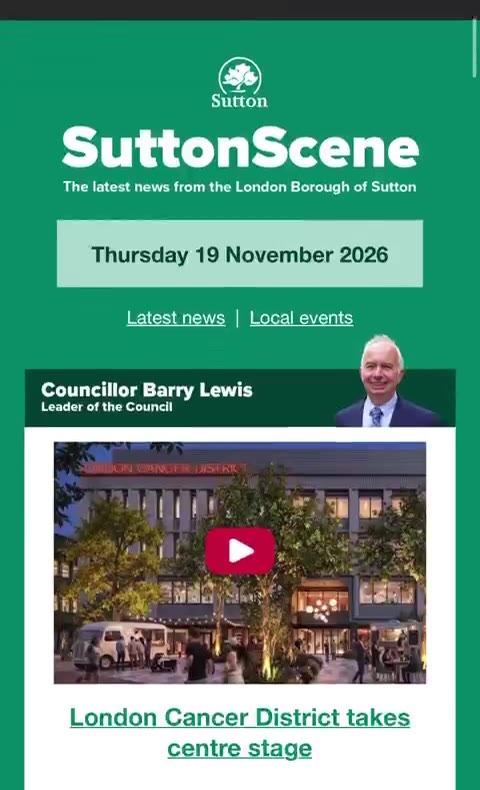 Sutton
SuttonScene
The latest news from the London Borough of Sutton
Thursday 19 November 2026
Latest news | Local events
Councillor Barry Lewis
Leader of the Council
LONDON CANCER DISTRICT
London Cancer District takes
centre stage